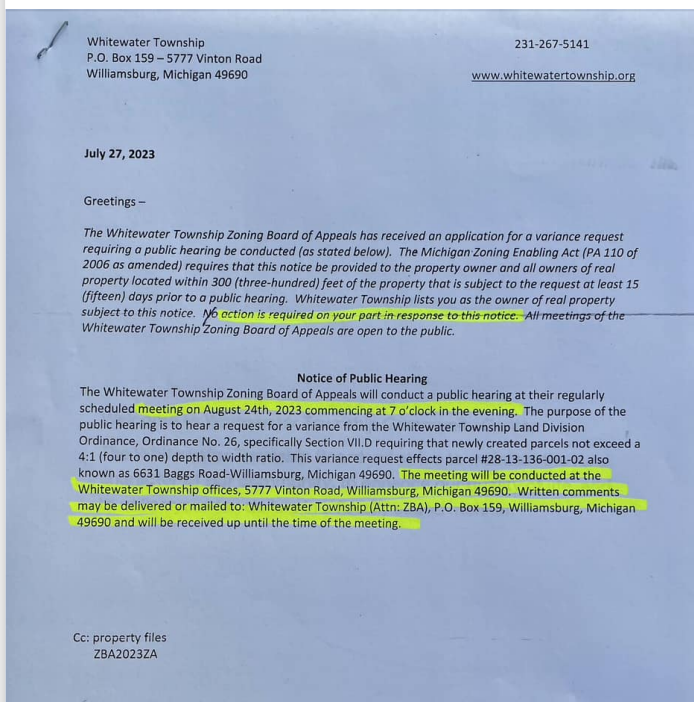 Whitewater Township
231-267-5141
P.O. Box 159 – 5777 Vinton Road
Williamsburg, Michigan 49690
www.whitewatertownship.org
July 27, 2023
Greetings –
The Whitewater Township Zoning Board of Appeals has received an application for a variance request
requiring a public hearing be conducted (as stated below). The Michigan Zoning Enabling Act (PA 110 of
2006 as amended) requires that this notice be provided to the property owner and all owners of real
property located within 300 (three-hundred) feet of the property that is subject to the request at least 15
(fifteen) days prior to a public hearing. Whitewater Township lists you as the owner of real property
subject to this notice. No action is required on your part in response to this notice. All meetings of the
Whitewater Township Zoning Board of Appeals are open to the public.
Notice of Public Hearing
The Whitewater Township Zoning Board of Appeals will conduct a public hearing at their regularly
scheduled meeting on August 24th, 2023 commencing at 7 o'clock in the evening. The purpose of the
public hearing is to hear a request for a variance from the Whitewater Township Land Division
Ordinance, Ordinance No. 26, specifically Section VII.D requiring that newly created parcels not exceed a
4:1 (four to one) depth to width ratio. This variance request effects parcel #28-13-136-001-02 also
known as 6631 Baggs Road-Williamsburg, Michigan 49690. The meeting will be conducted at the
Whitewater Township offices, 5777 Vinton Road, Williamsburg, Michigan 49690. Written comments
may be delivered or mailed to: Whitewater Township (Attn: ZBA), P.O. Box 159, Williamsburg, Michigan
49690 and will be received up until the time of the meeting.
Cc: property files
ZBA2023ZA